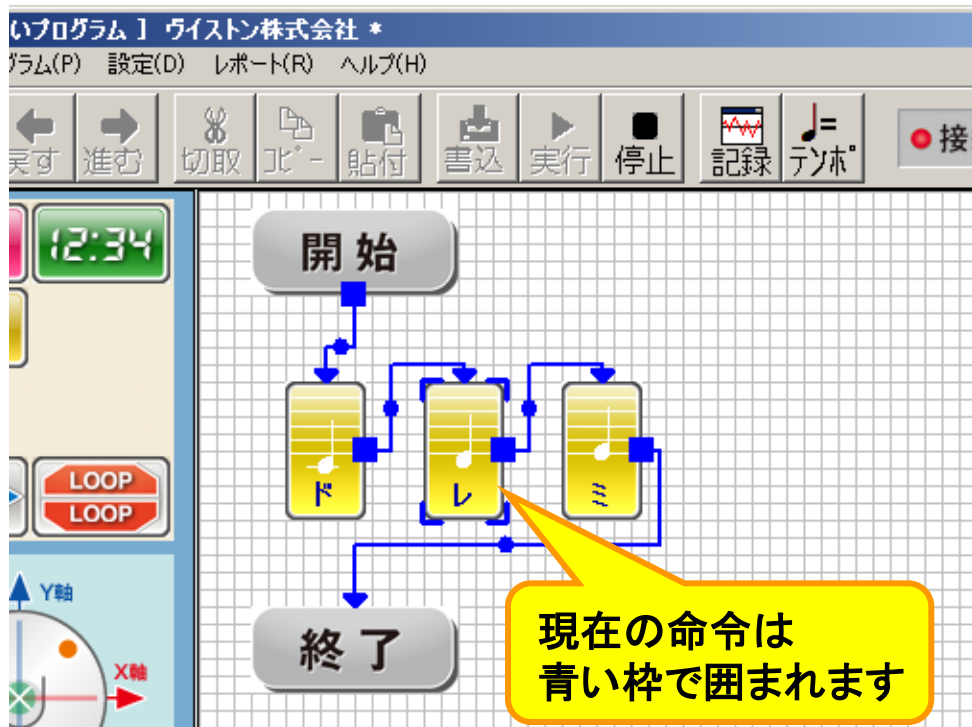 いプログラム ] ヴイストン株式会社 *
グラム(P) 設定(D) レポート(R) ヘルプ(H)
戻す 進む 切取 コピー 貼付 書込 実行 停止 記録 テンポ 接
12:34
開始
ド レ ミ
LOOP
LOOP
Y軸
X軸
終了
現在の命令は
青い枠で囲まれます